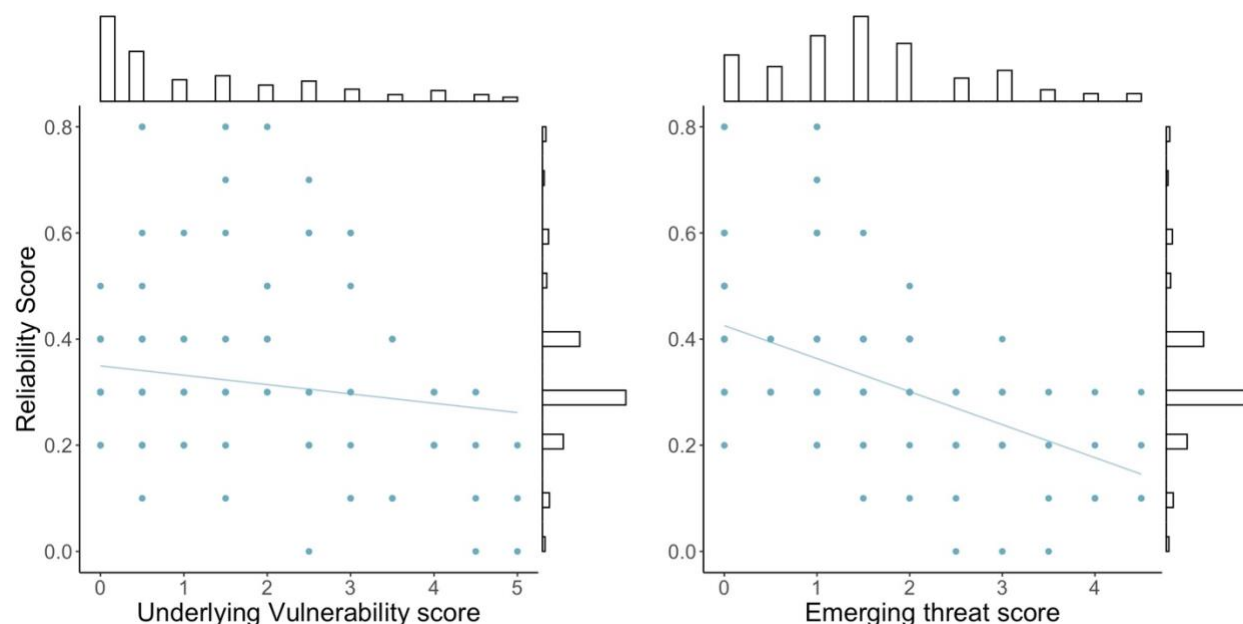 Reliability Score
0.8
0.6
0.4
0.2
0.0
0 1 2 3 4 5
Underlying Vulnerability score
0.8
0.6
0.4
0.2
0.0
0 1 2 3 4
Emerging threat score